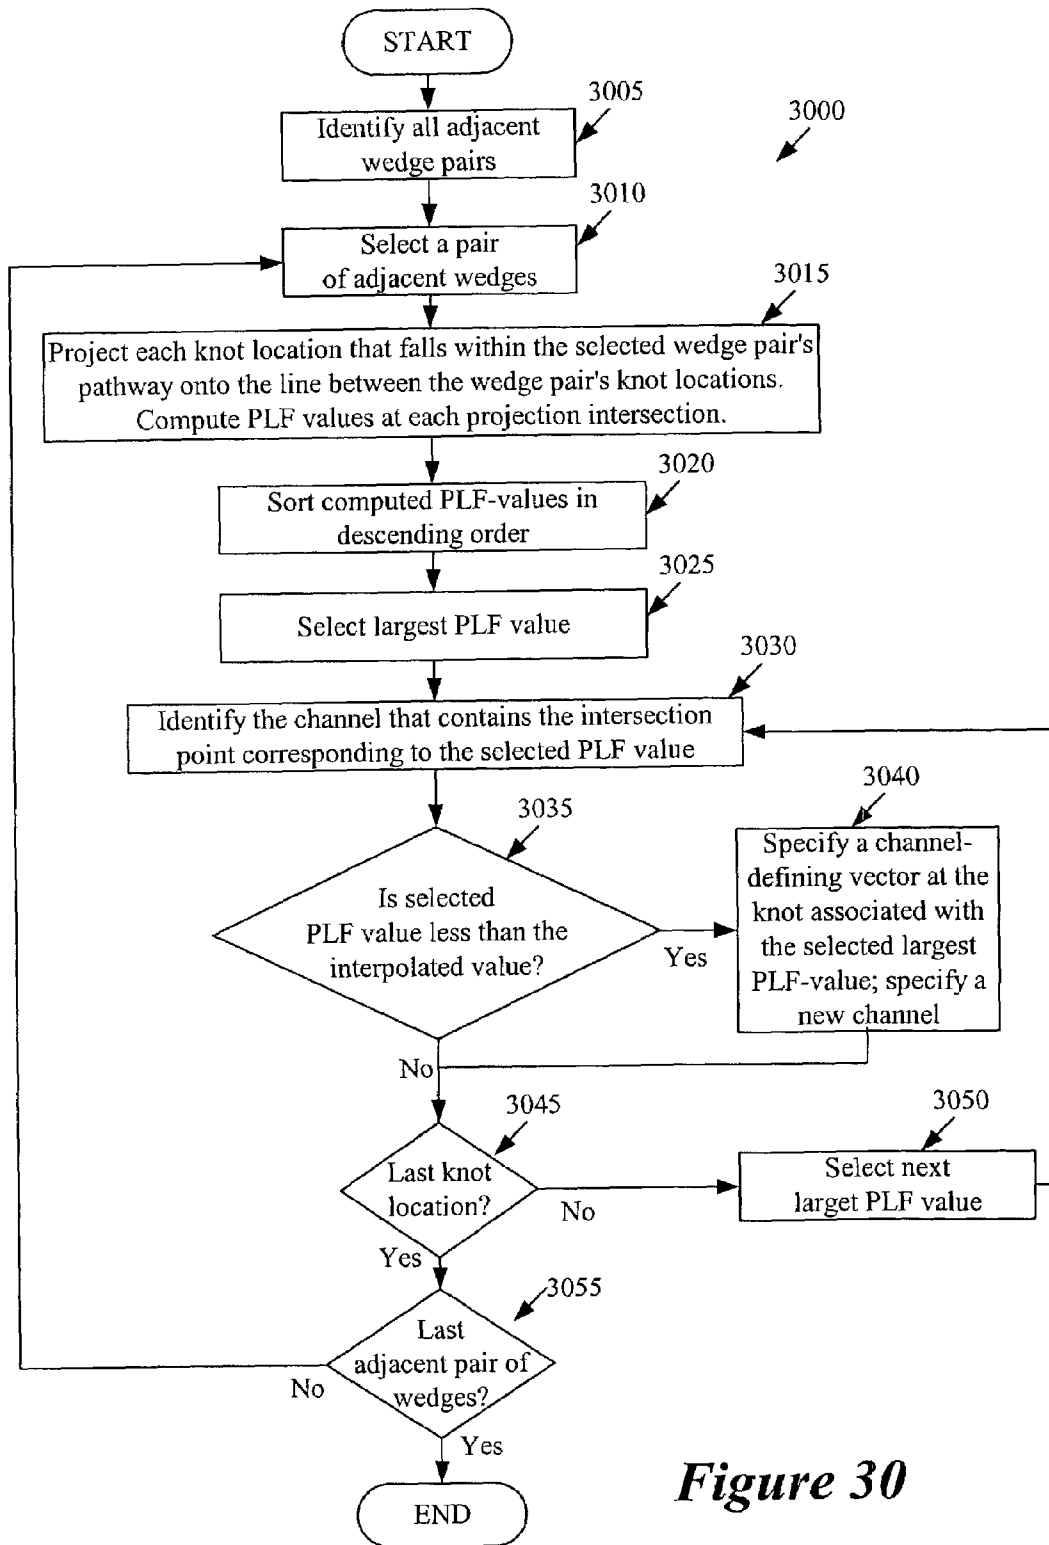 START
3005
Identify all adjacent
wedge pairs
3000
3010
Select a pair
of adjacent wedges
3015
Project each knot location that falls within the selected wedge pair's
pathway onto the line between the wedge pair's knot locations.
Compute PLF values at each projection intersection.
3020
Sort computed PLF-values in
descending order
3025
Select largest PLF value
3030
Identify the channel that contains the intersection
point corresponding to the selected PLF value
3035
Is selected
PLF value less than the
interpolated value?
Yes
3040
Specify a channel-
defining vector at the
knot associated with
the selected largest
PLF-value; specify a
new channel
No
3045
Last knot
location?
No
3050
Select next
larget PLF value
Yes
3055
Last
adjacent pair of
wedges?
No
Yes
END
Figure 30